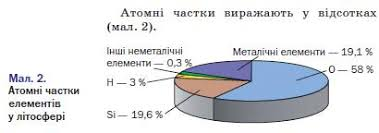 Атомні частки виражають у відсотках
(мал. 2).
Інші неметалічні
елементи — 0,3 %
Металічні елементи — 19,1 %
O — 58 %
H — 3 %
Si — 19,6 %
Мал. 2.
Атомні частки
елементів
у літосфері